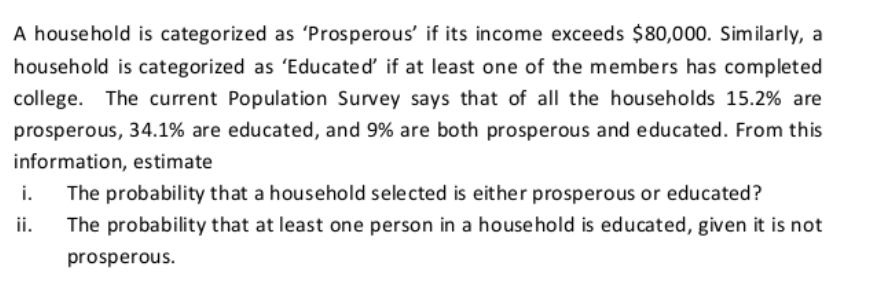 A household is categorized as ‘Prosperous’ if its income exceeds $80,000. Similarly, a
household is categorized as ‘Educated’ if at least one of the members has completed
college. The current Population Survey says that of all the households 15.2% are
prosperous, 34.1% are educated, and 9% are both prosperous and educated. From this
information, estimate
i. The probability that a household selected is either prosperous or educated?
ii. The probability that at least one person in a household is educated, given it is not
prosperous.